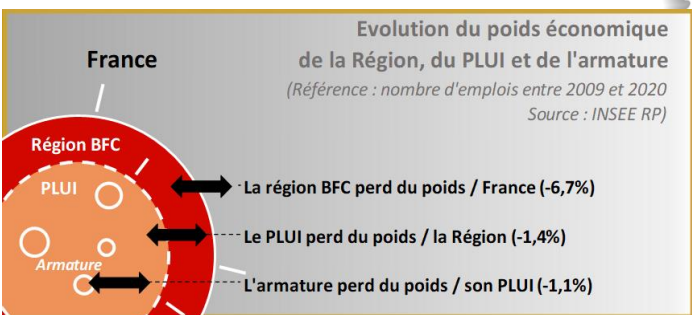 Evolution du poids économique
de la Région, du PLUI et de l'armature
(Référence : nombre d'emplois entre 2009 et 2020
Source : INSEE RP)
France
Région BFC
PLUI
Armature
La région BFC perd du poids / France (-6,7%)
Le PLUI perd du poids / la Région (-1,4%)
L'armature perd du poids / son PLUI (-1,1%)